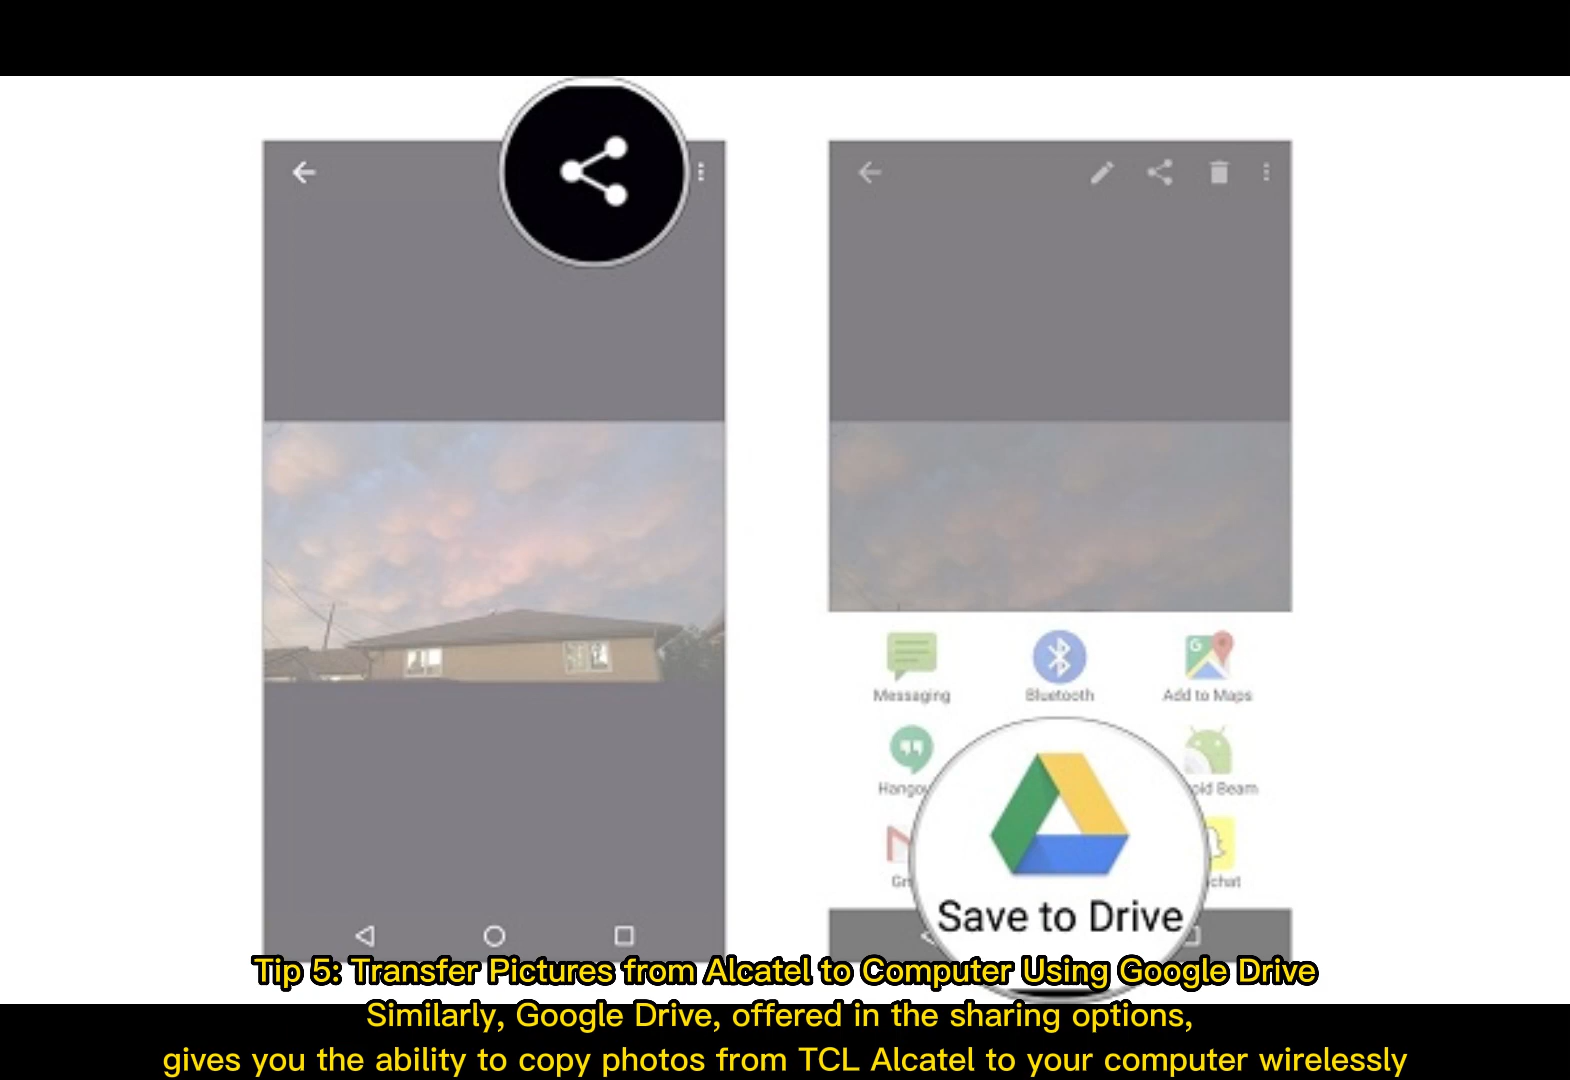 Messaging
Bluetooth
Add to Maps
Save to Drive
Tip 5: Transfer Pictures from Alcatel to Computer Using Google Drive
Similarly, Google Drive, offered in the sharing options,
gives you the ability to copy photos from TCL Alcatel to your computer wirelessly